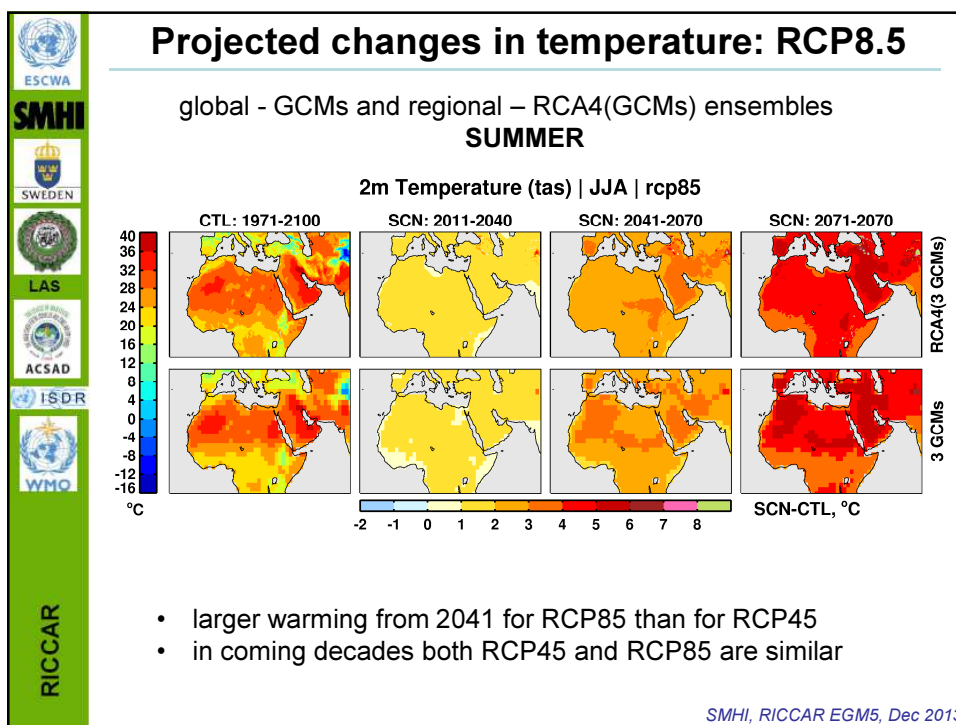 Projected changes in temperature: RCP8.5
global - GCMs and regional – RCA4(GCMs) ensembles
SUMMER
2m Temperature (tas) | JJA | rcp85
CTL: 1971-2100 SCN: 2011-2040 SCN: 2041-2070 SCN: 2071-2070
40
36
32
28
24
20
16
12
8
4
0
-4
-8
-12
-16
°C
RCA4(3 GCMs)
3 GCMs
-2 -1 0 1 2 3 4 5 6 7 8
SCN-CTL, °C
• larger warming from 2041 for RCP85 than for RCP45
• in coming decades both RCP45 and RCP85 are similar
SMHI, RICCAR EGM5, Dec 2013
ESCWA
SMHI
SWEDEN
LAS
ACSAD
ISDR
WMO
RICCAR